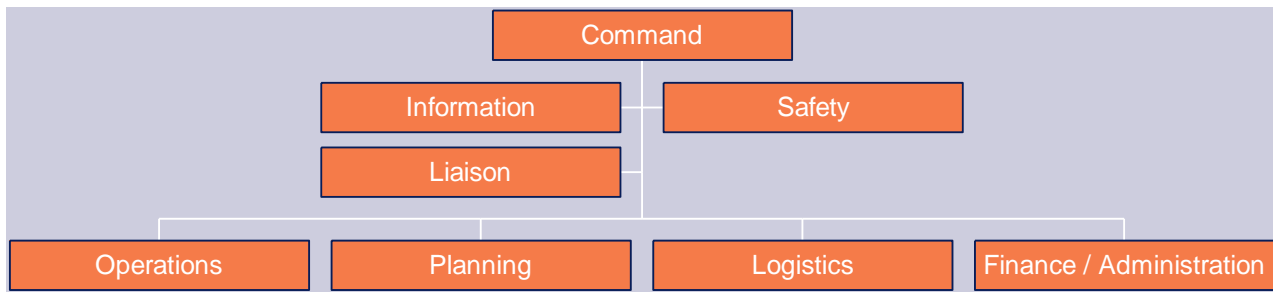 Command
Information
Safety
Liaison
Operations
Planning
Logistics
Finance / Administration